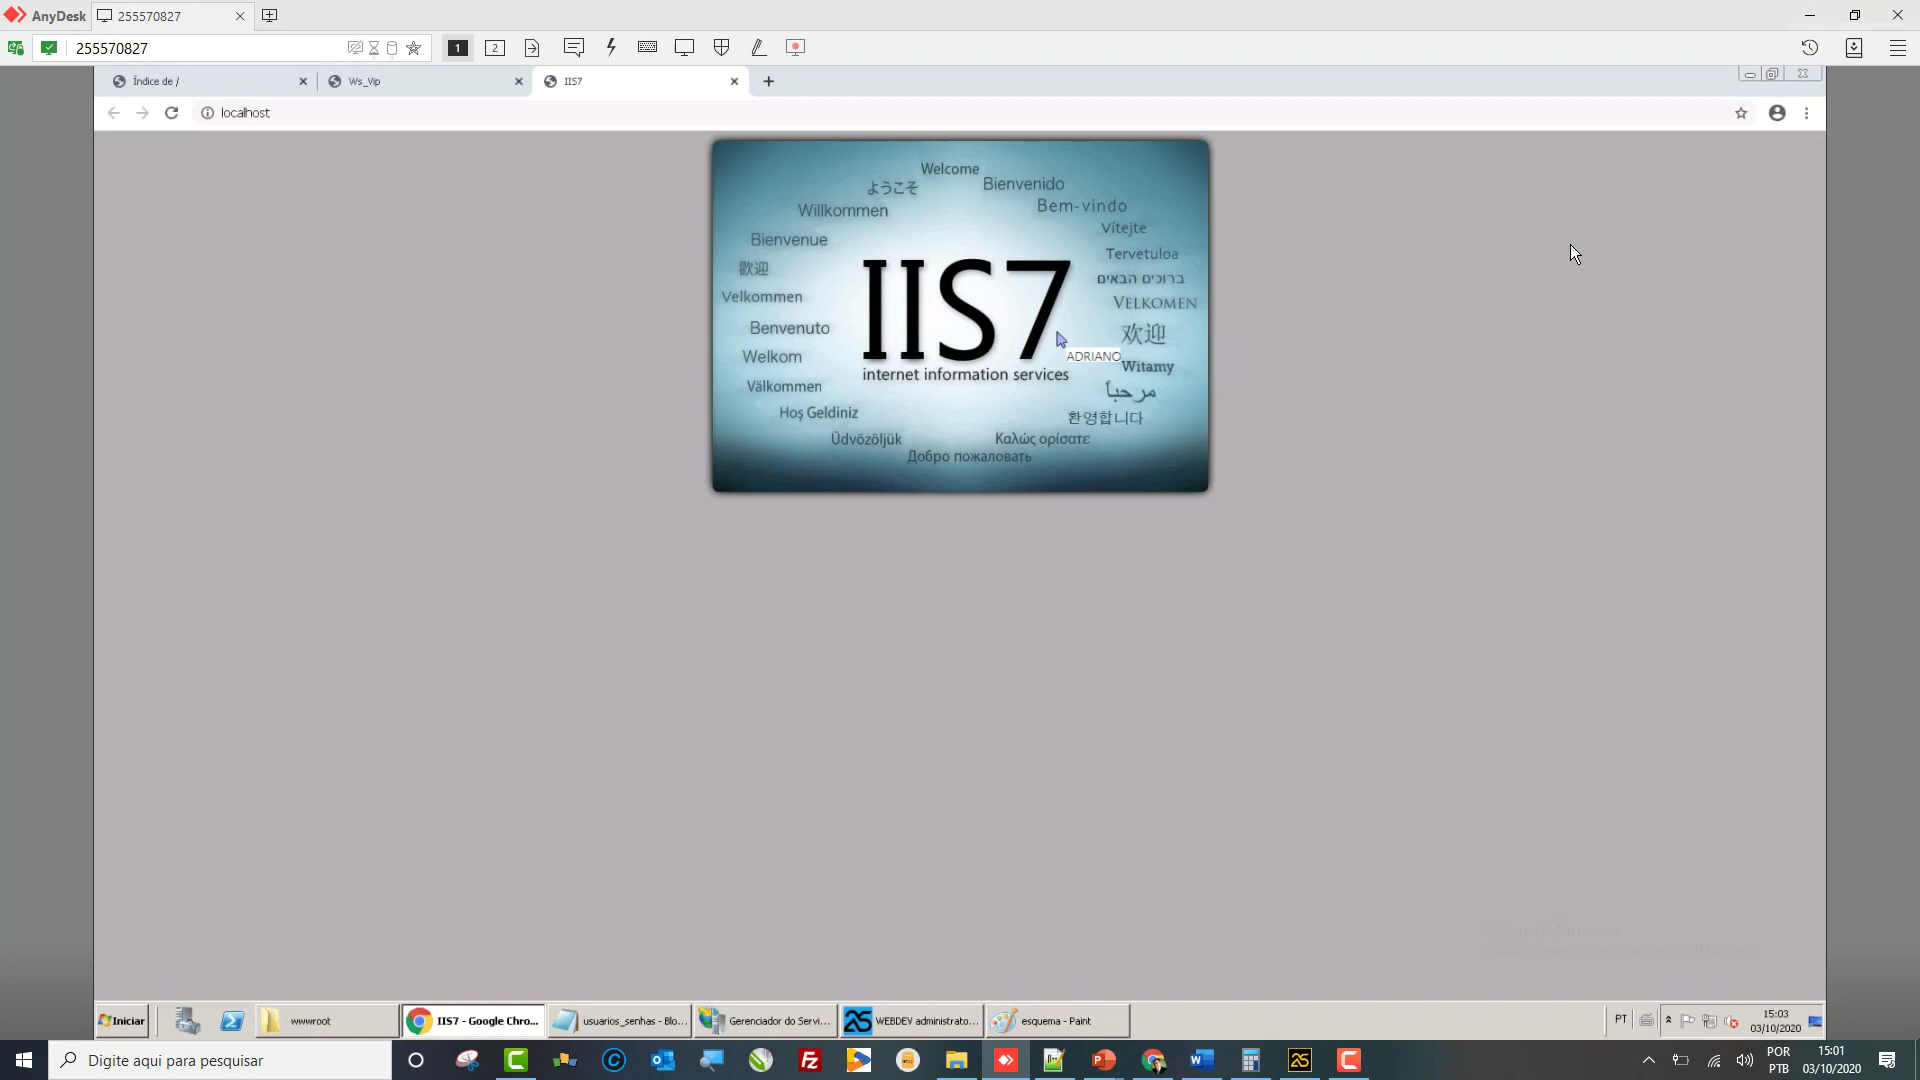 AnyDesk
255570827
255570827
1
2
Índice de /
Ws_Vip
IIS7
localhost
Welcome
ようこそ
Bienvenido
Willkommen
Bem-vindo
Vítejte
Bienvenue
Tervetuloa
歡迎
ברוכים הבאים
Velkommen
VELKOMEN
Benvenuto
欢迎
Welkom
Witamy
Välkommen
مرحباً
Hoş Geldiniz
환영합니다
Üdvözöljük
Καλώς ορίσατε
Добро пожаловать
IIS7
internet information services
ADRIANO
Iniciar
wwwroot
IIS7 - Google Chro...
usuarios_senhas - Blo...
Gerenciador do Servi...
WEBDEV administrato...
esquema - Paint
PT
15:03
03/10/2020
Digite aqui para pesquisar
POR
PTB
15:01
03/10/2020